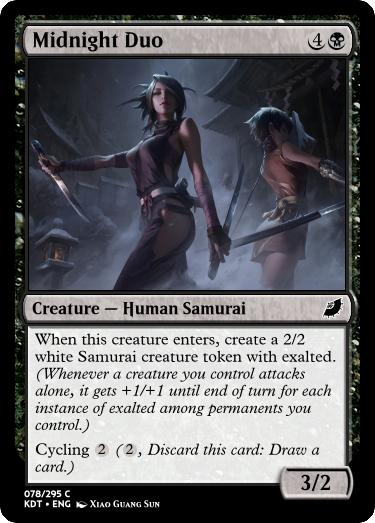 Midnight Duo 4
Creature — Human Samurai
When this creature enters, create a 2/2
white Samurai creature token with exalted.
(Whenever a creature you control attacks
alone, it gets +1/+1 until end of turn for each
instance of exalted among permanents you
control.)
Cycling 2 (2, Discard this card: Draw a
card.)
3/2
078/295 C
KDT • ENG Xiao Guang Sun